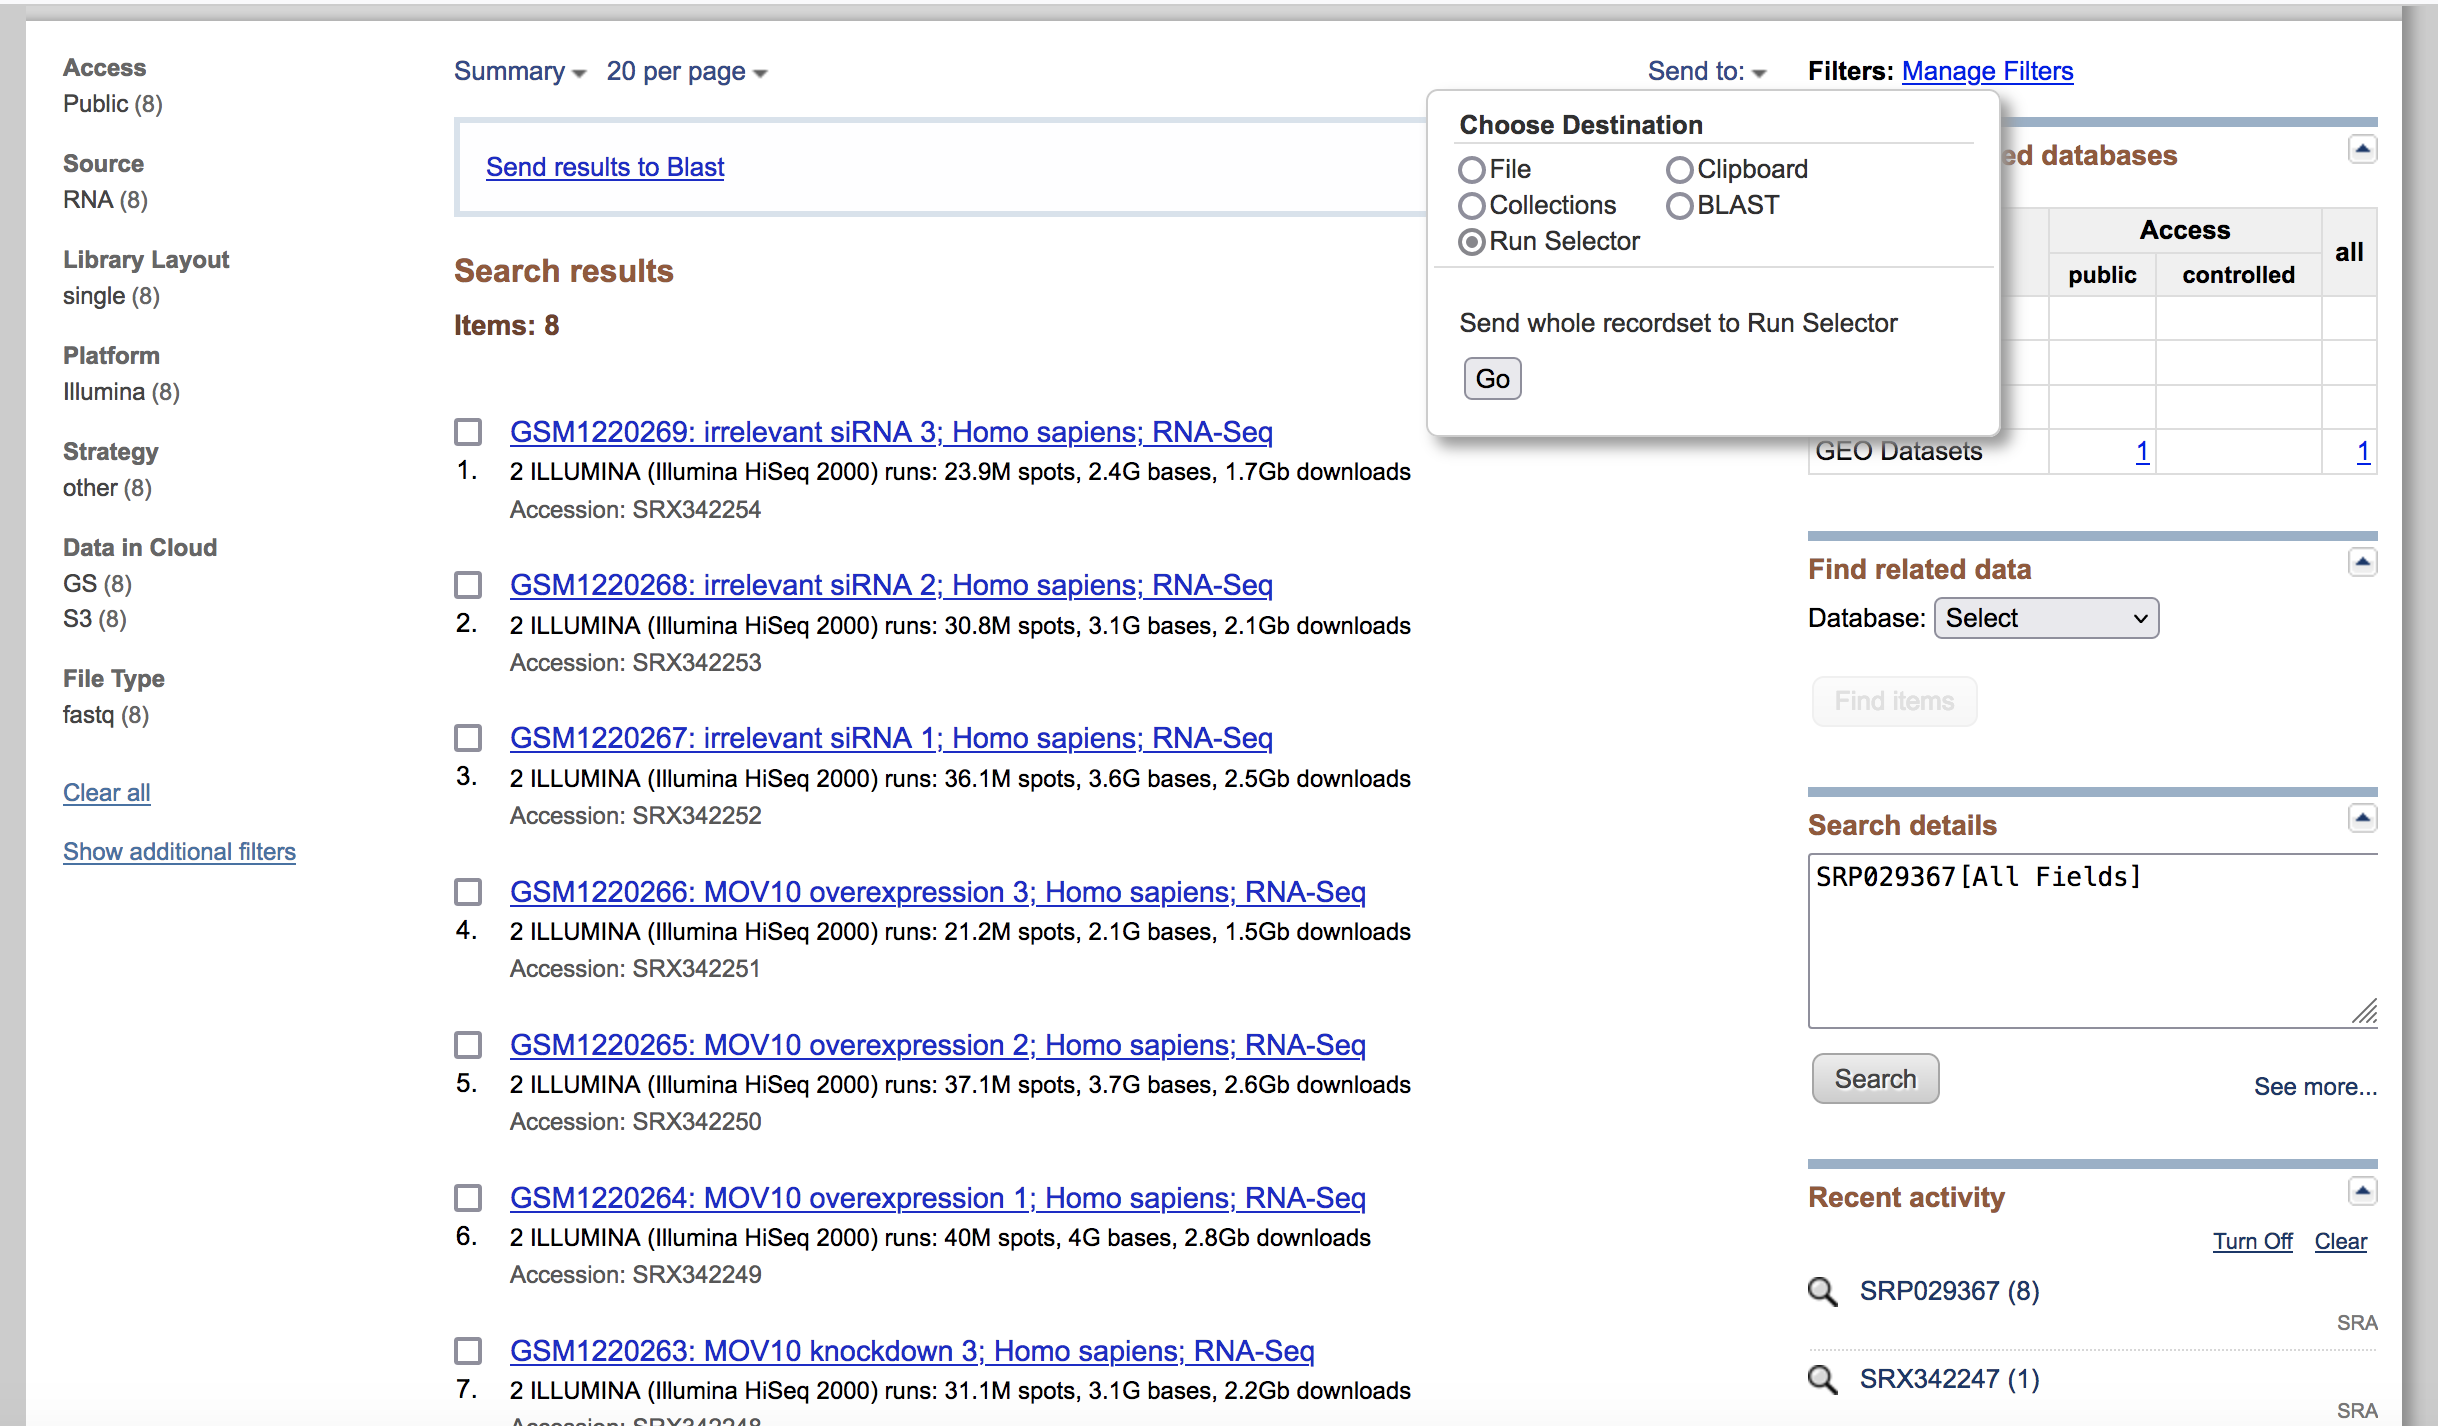 Access
Public (8)
Source
RNA (8)
Library Layout
single (8)
Platform
Illumina (8)
Strategy
other (8)
Data in Cloud
GS (8)
S3 (8)
File Type
fastq (8)
Clear all
Show additional filters
Summary 20 per page
Send to:
Send results to Blast
Choose Destination
File Clipboard
Collections BLAST
Run Selector
Send whole recordset to Run Selector
Go
Search results
Items: 8
GSM1220269: irrelevant siRNA 3; Homo sapiens; RNA-Seq
1. 2 ILLUMINA (Illumina HiSeq 2000) runs: 23.9M spots, 2.4G bases, 1.7Gb downloads
Accession: SRX342254
GSM1220268: irrelevant siRNA 2; Homo sapiens; RNA-Seq
2. 2 ILLUMINA (Illumina HiSeq 2000) runs: 30.8M spots, 3.1G bases, 2.1Gb downloads
Accession: SRX342253
GSM1220267: irrelevant siRNA 1; Homo sapiens; RNA-Seq
3. 2 ILLUMINA (Illumina HiSeq 2000) runs: 36.1M spots, 3.6G bases, 2.5Gb downloads
Accession: SRX342252
GSM1220266: MOV10 overexpression 3; Homo sapiens; RNA-Seq
4. 2 ILLUMINA (Illumina HiSeq 2000) runs: 21.2M spots, 2.1G bases, 1.5Gb downloads
Accession: SRX342251
GSM1220265: MOV10 overexpression 2; Homo sapiens; RNA-Seq
5. 2 ILLUMINA (Illumina HiSeq 2000) runs: 37.1M spots, 3.7G bases, 2.6Gb downloads
Accession: SRX342250
GSM1220264: MOV10 overexpression 1; Homo sapiens; RNA-Seq
6. 2 ILLUMINA (Illumina HiSeq 2000) runs: 40M spots, 4G bases, 2.8Gb downloads
Accession: SRX342249
GSM1220263: MOV10 knockdown 3; Homo sapiens; RNA-Seq
7. 2 ILLUMINA (Illumina HiSeq 2000) runs: 31.1M spots, 3.1G bases, 2.2Gb downloads
Accession: SRX342248
Filters: Manage Filters
ed databases
Access all
public controlled
GEO Datasets 1 1
Find related data
Database: Select
Find items
Search details
SRP029367[All Fields]
Search
See more...
Recent activity
Turn Off Clear
SRP029367 (8)
SRA
SRX342247 (1)
SRA